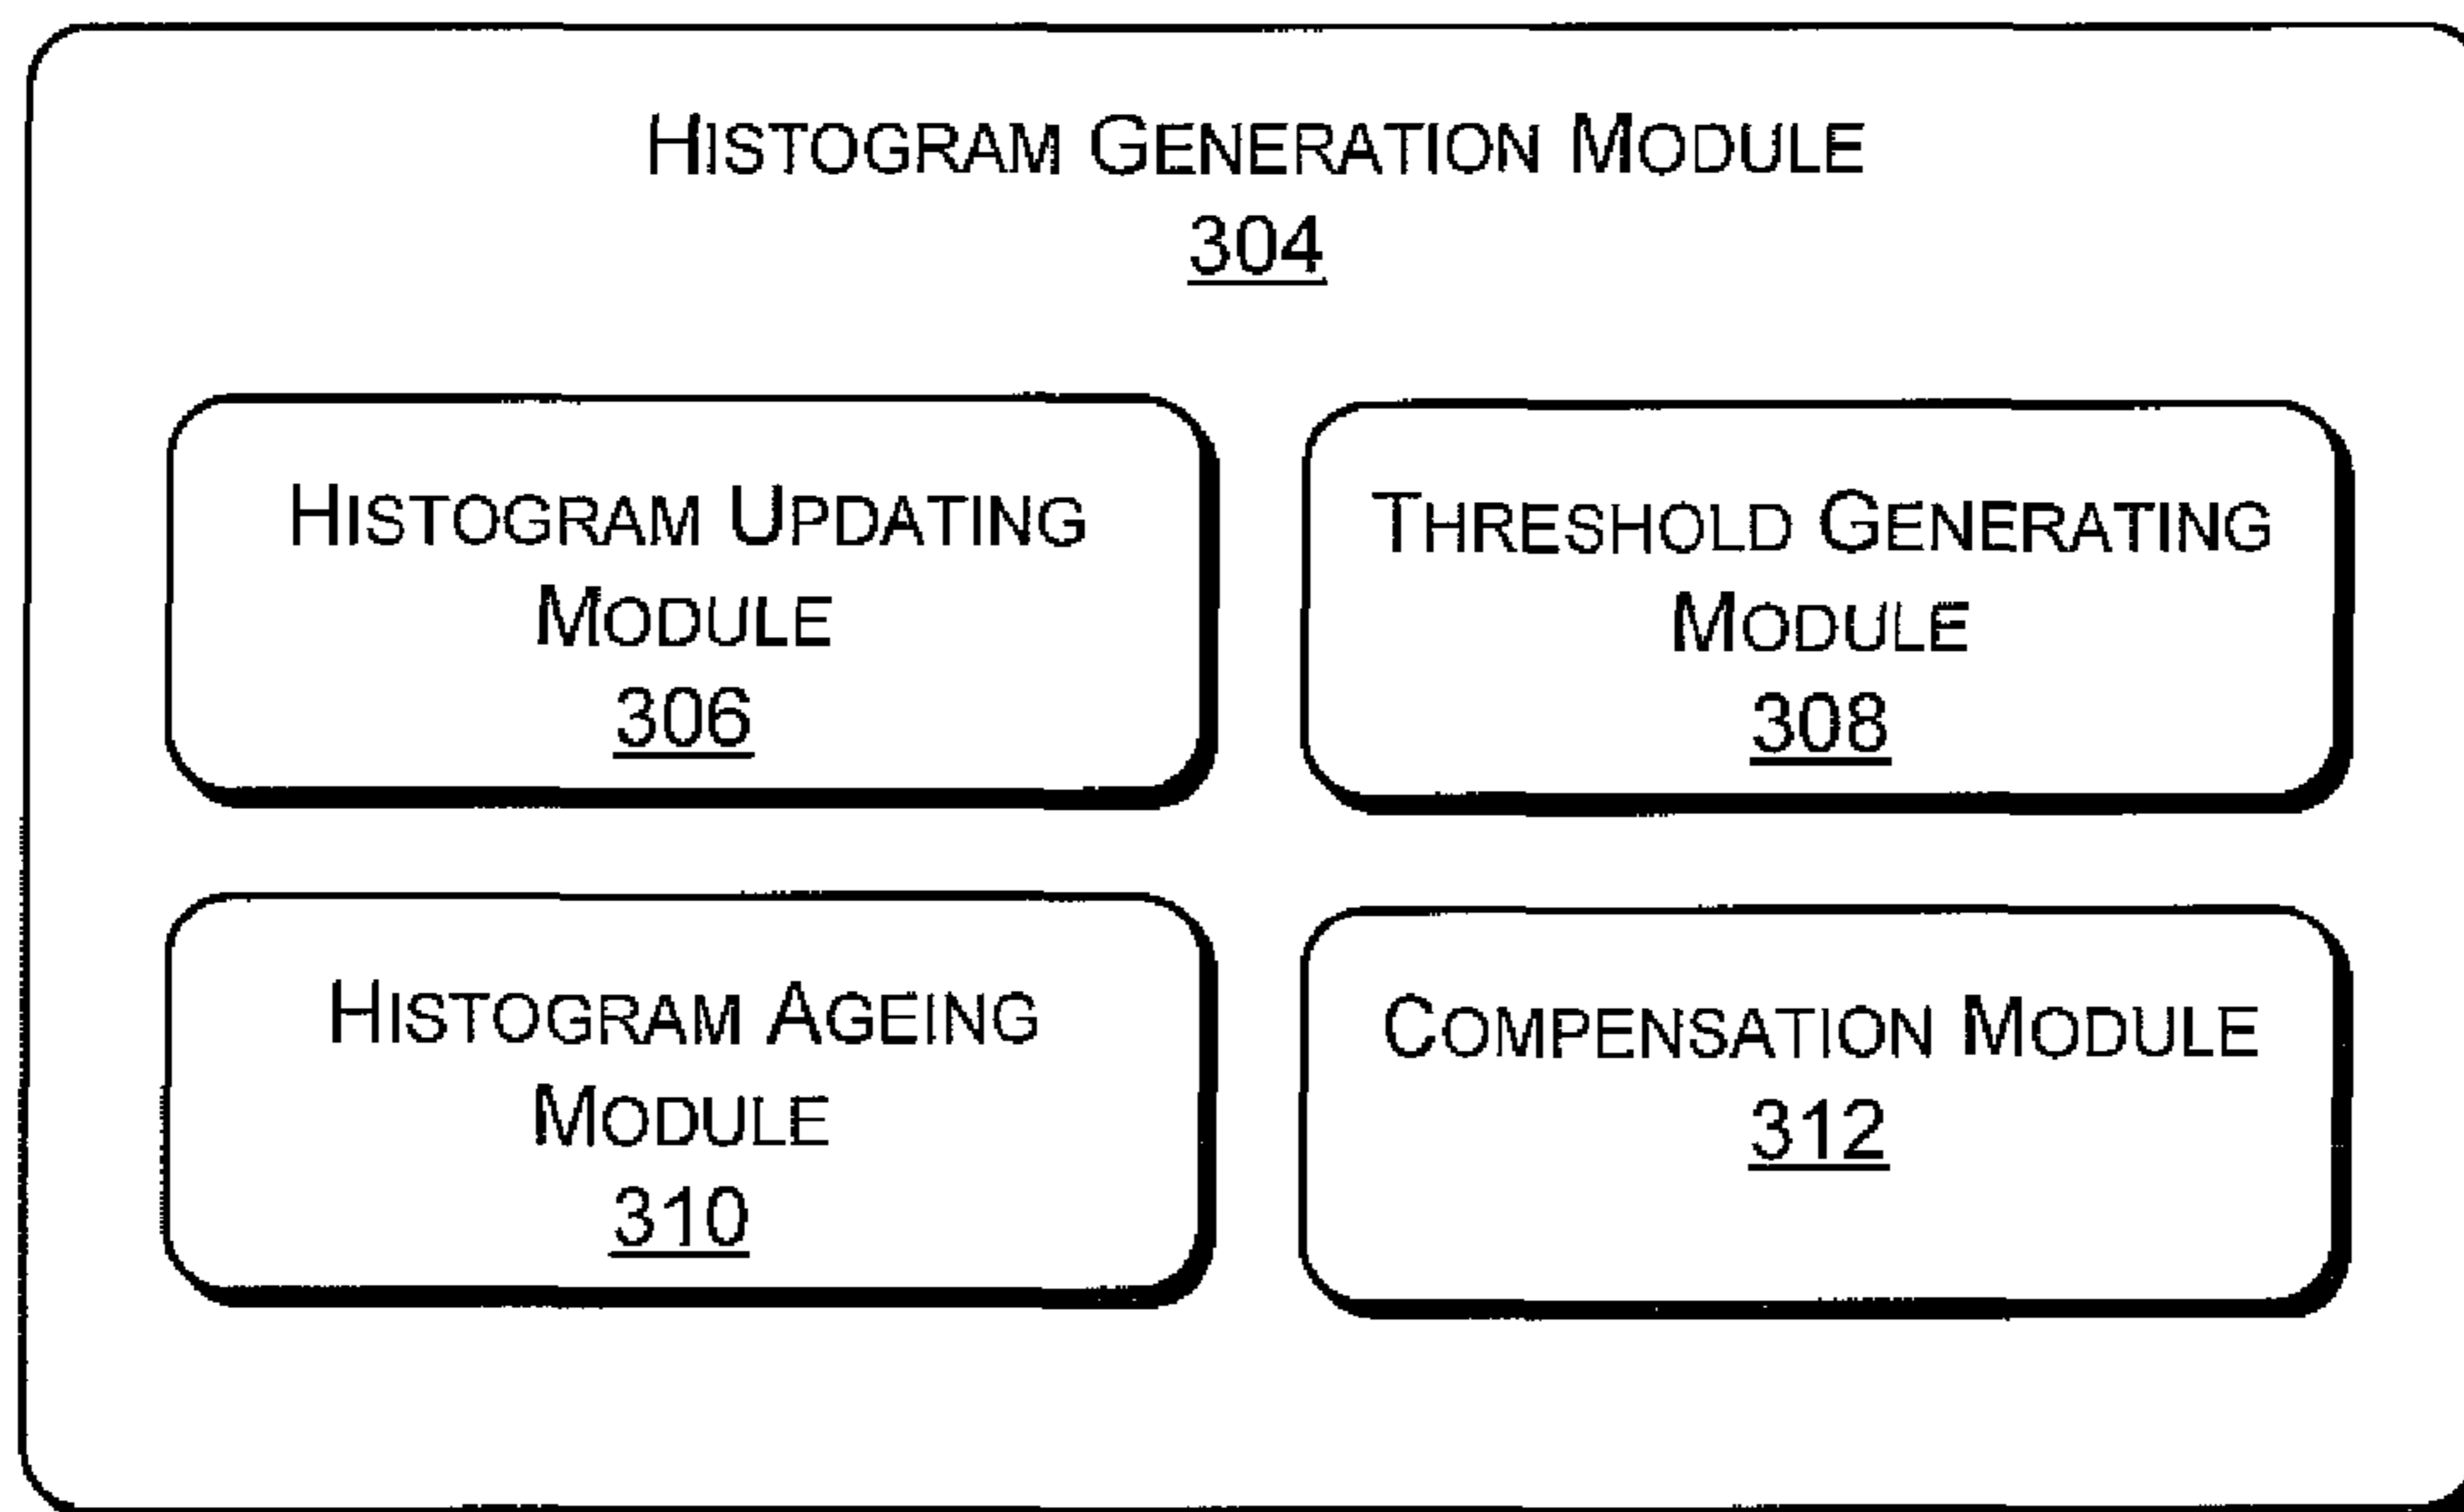 HISTOGRAM GENERATION MODULE
304
HISTOGRAM UPDATING
MODULE
306
THRESHOLD GENERATING
MODULE
308
HISTOGRAM AGEING
MODULE
310
COMPENSATION MODULE
312